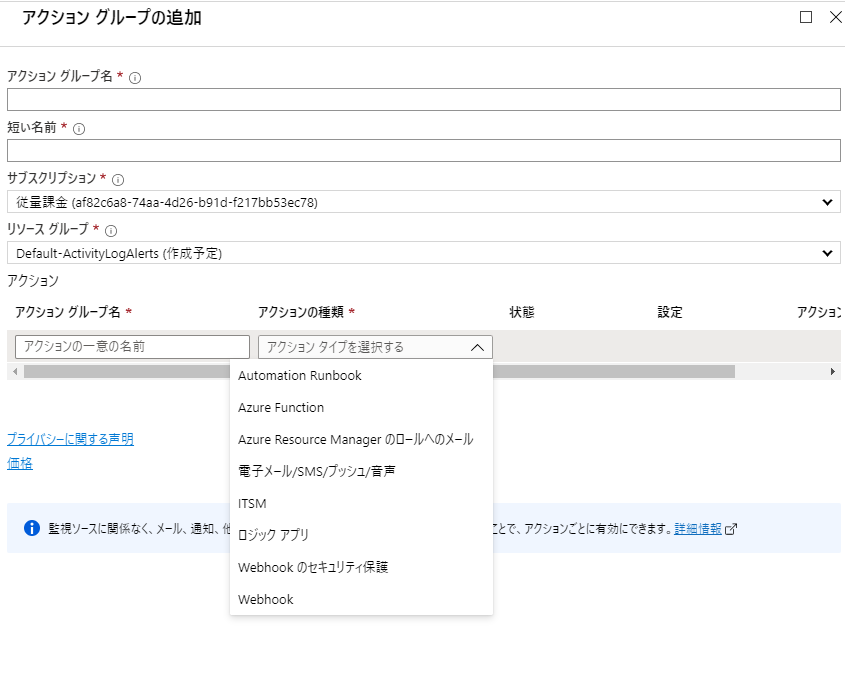 アクション グループの追加
アクション グループ名 *
短い名前 *
サブスクリプション *
従量課金 (af82c6a8-74aa-4d26-b91d-f217bb53ec78)
リソース グループ *
Default-ActivityLogAlerts (作成予定)
アクション
アクション グループ名 * アクションの種類 * 状態 設定 アクション
アクションの一意の名前 アクション タイプを選択する
Automation Runbook
Azure Function
Azure Resource Manager のロールへのメール
電子メール/SMS/プッシュ/音声
ITSM
ロジック アプリ
Webhook のセキュリティ保護
Webhook
プライバシーに関する声明
価格
監視ソースに関係なく、メール、通知、他 ことで、アクションごとに有効にできます。詳細情報